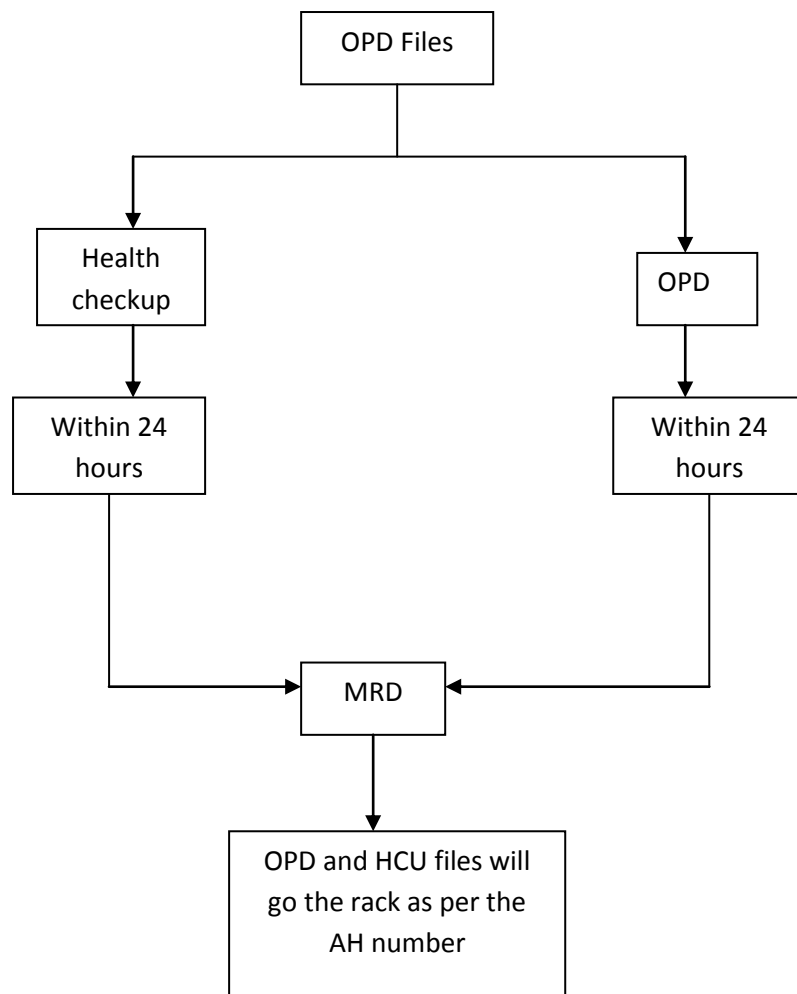 OPD Files
Health
checkup
OPD
Within 24
hours
Within 24
hours
MRD
OPD and HCU files will
go the rack as per the
AH number